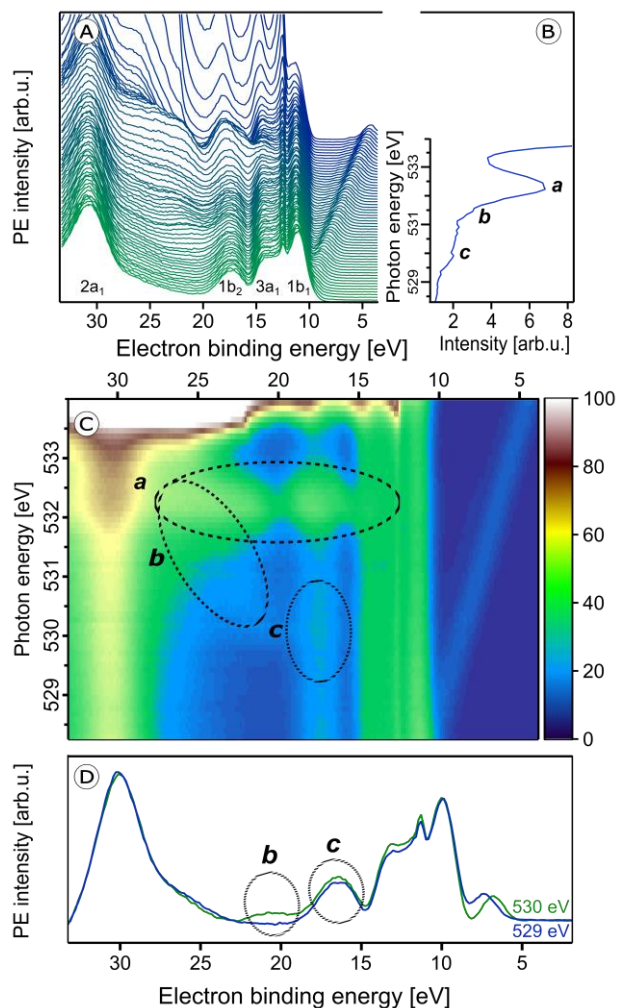 A
B
PE intensity [arb.u.]
2a1
1b2
3a1
1b1
30
25
20
15
10
5
Electron binding energy [eV]
Photon energy [eV]
533
531
529
a
b
c
2
4
6
8
Intensity [arb.u.]
30
25
20
15
10
5
C
Photon energy [eV]
533
532
531
530
529
a
b
c
100
80
60
40
20
0
D
PE intensity [arb.u.]
b
c
530 eV
529 eV
30
25
20
15
10
5
Electron binding energy [eV]